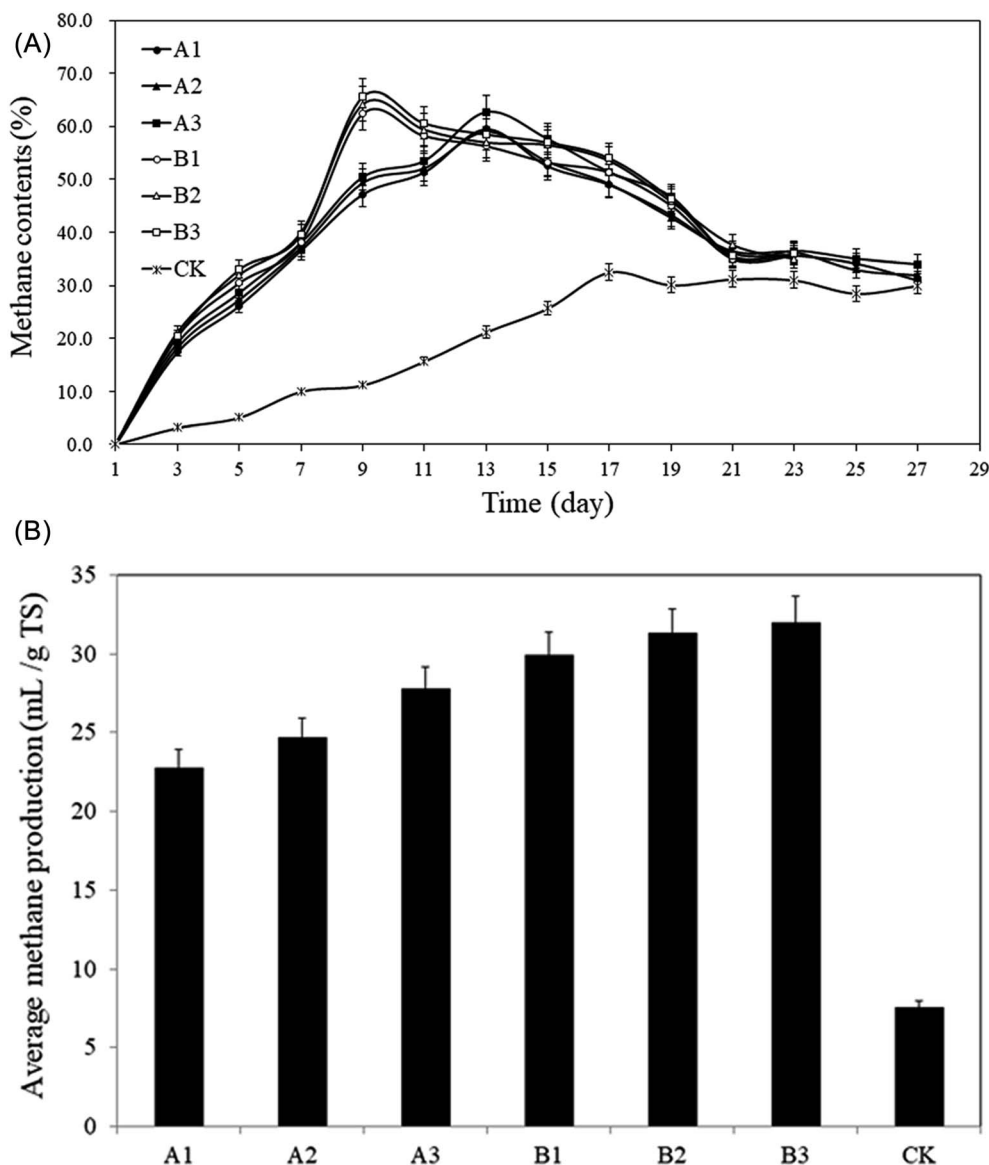 (A)
Methane contents (%)
80.0
70.0
60.0
50.0
40.0
30.0
20.0
10.0
0.0
A1
A2
A3
B1
B2
B3
CK
1 3 5 7 9 11 13 15 17 19 21 23 25 27 29
Time (day)
(B)
Average methane production (mL /g TS)
35
30
25
20
15
10
5
0
A1 A2 A3 B1 B2 B3 CK